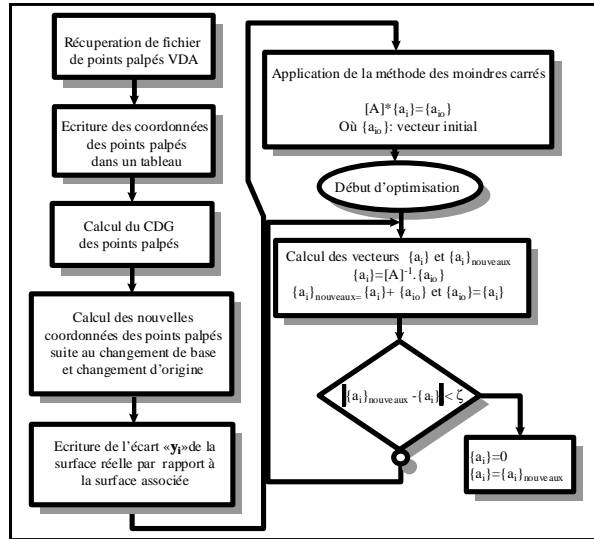 Récuperation de fichier
de points palpés VDA
Ecriture des coordonnées
des points palpés
dans un tableau
Calcul du CDG
des points palpés
Calcul des nouvelles
coordonnées des points palpés
suite au changement de base
et changement d'origine
Ecriture de l'écart «yi»de la
surface réelle par rapport à
la surface associée
Application de la méthode des moindres carrés
[A]*{ai}={aio}
Où {aio}: vecteur initial
Début d'optimisation
Calcul des vecteurs {ai} et {ai}nouveaux
{ai}=[A]-1.{aio}
{ai}nouveaux={ai}+ {aio} et {aio}={ai}
|{ai}nouveaux -{ai}| < ζ
{ai}=0
{ai}={ai}nouveaux